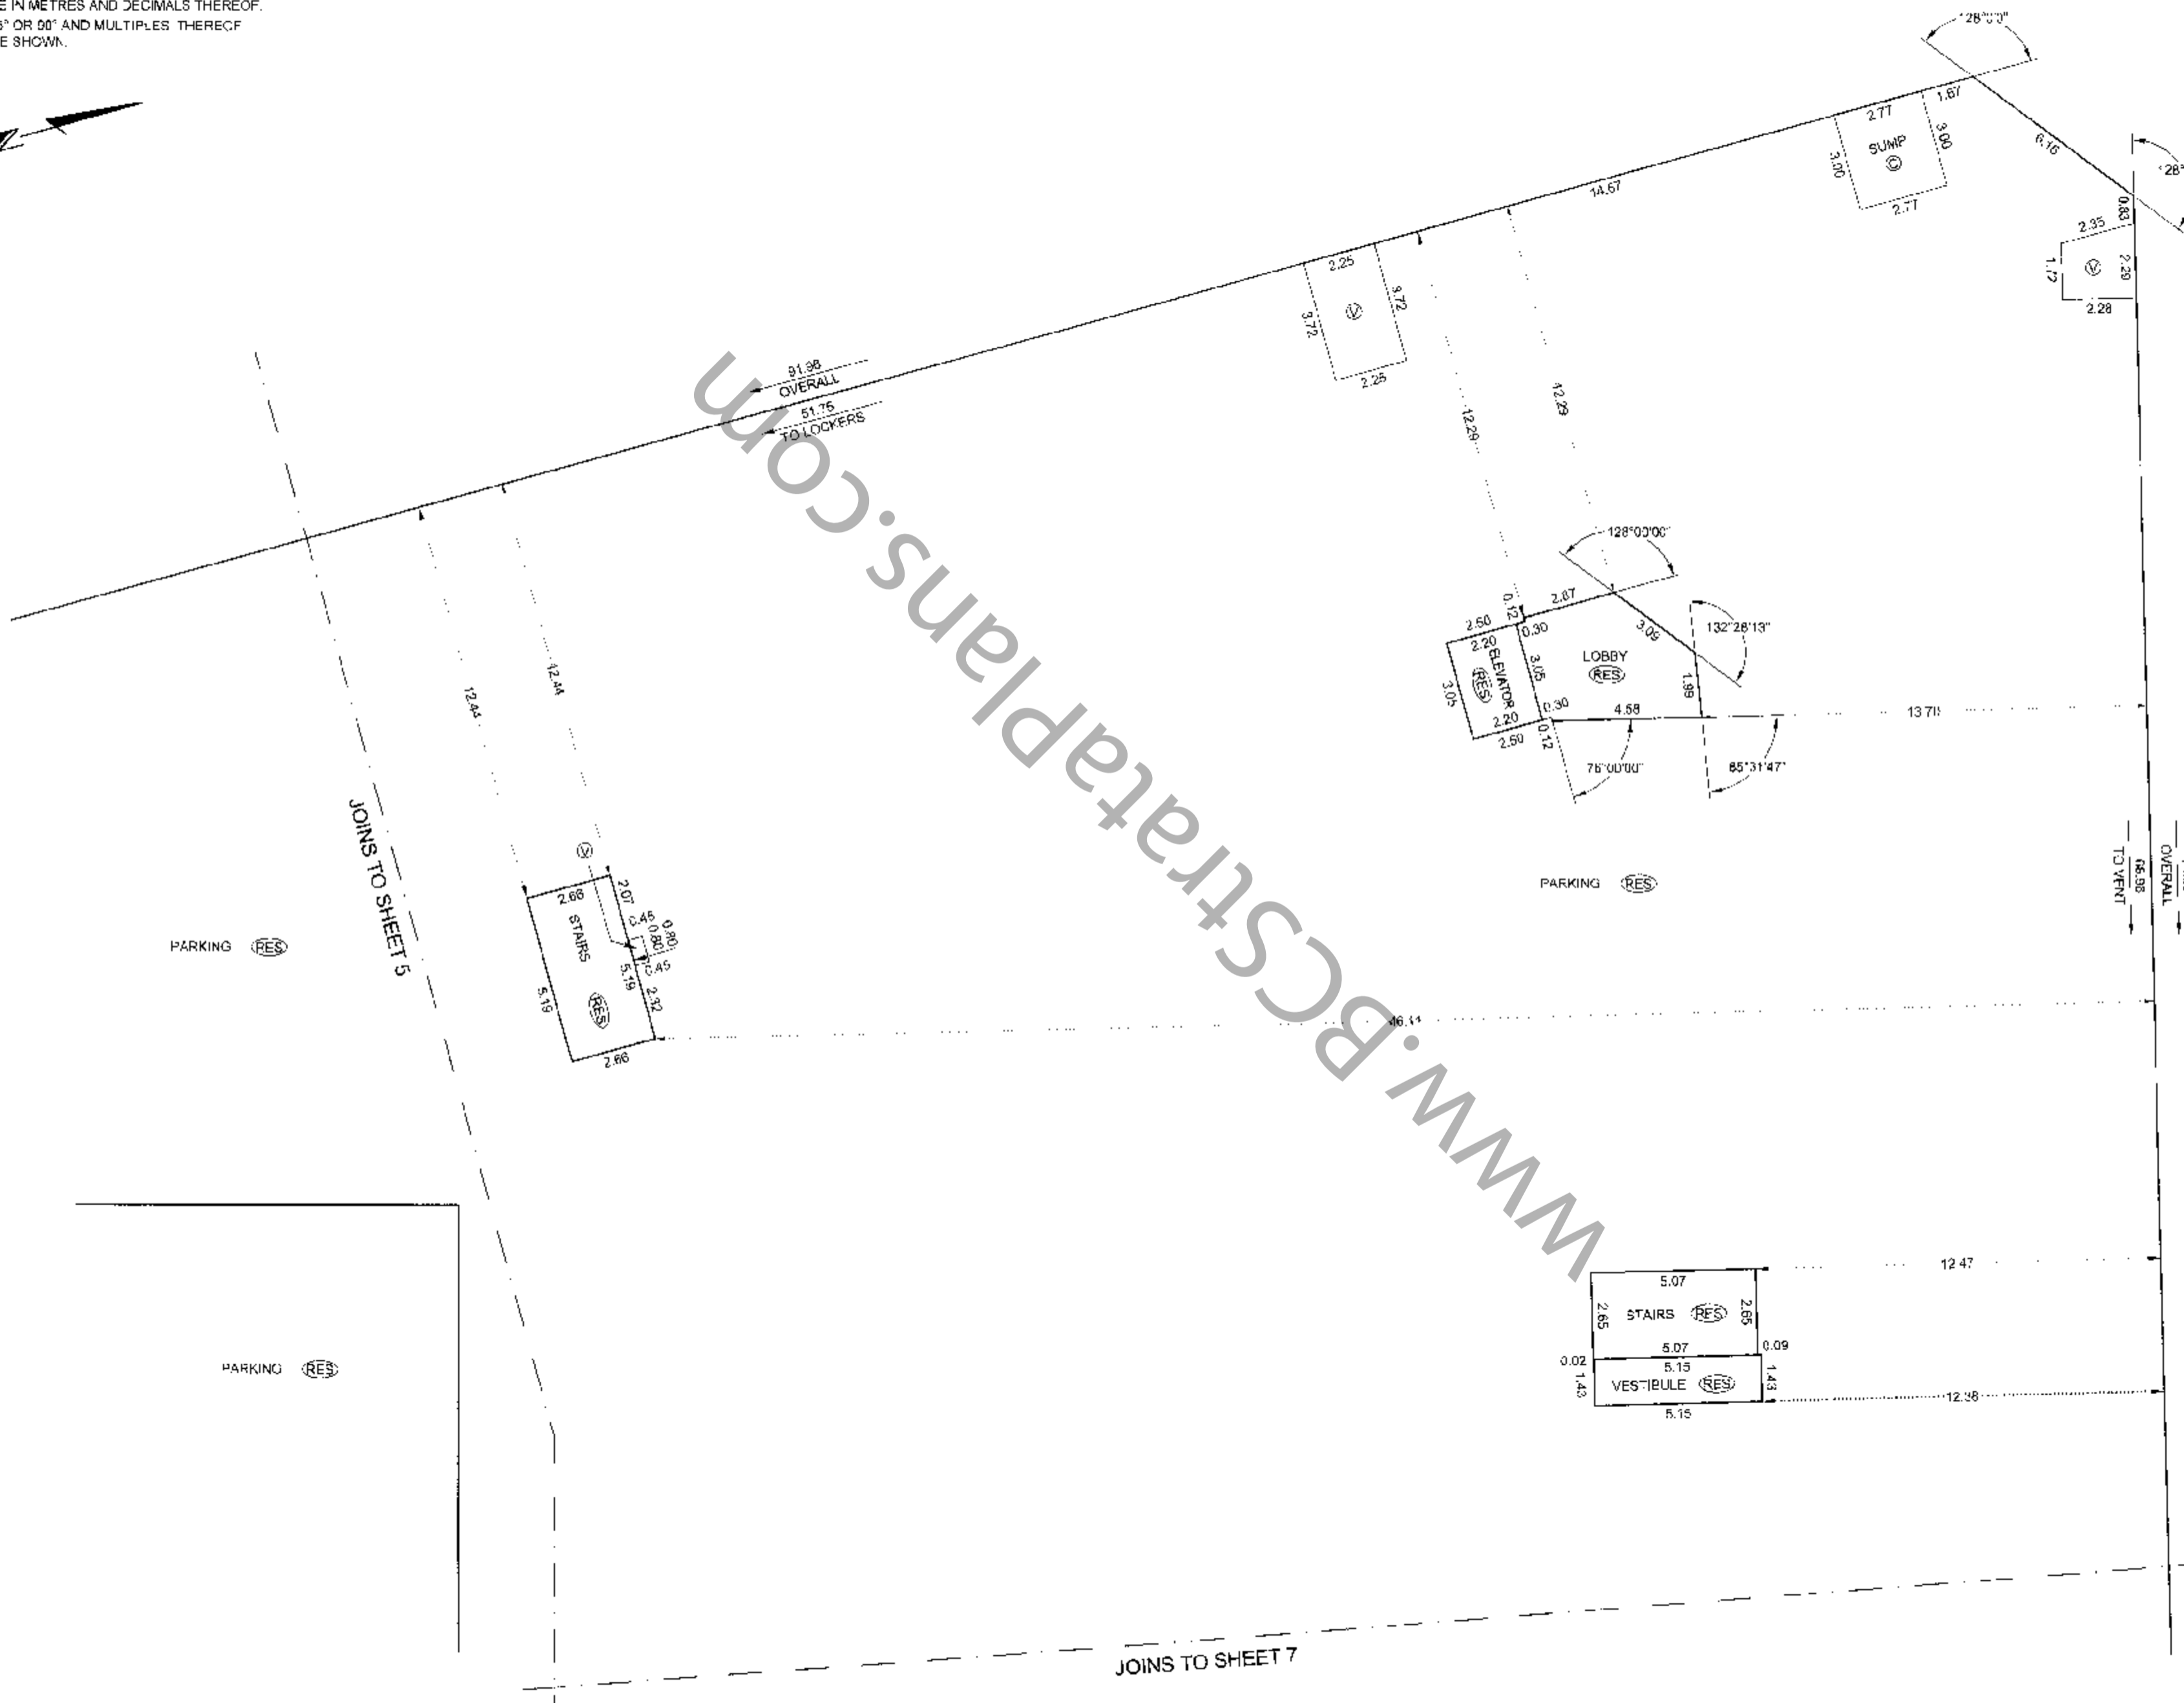 E IN METRES AND DECIMALS THEREOF.
5° OR 90° AND MULTIPLES THEREOF
E SHOWN.
128°0'0"
1.67
2.77
SUMP
©
3.00
3.00
2.77
6.16
128°
0.83
2.35
1.72
V
2.29
2.28
14.67
2.25
3.72
V
3.72
2.25
91.98
OVERALL
51.75
TO LOCKERS
12.29
12.29
128°00'00"
0.12
2.87
2.50
0.30
2.20
3.09
132°28'13"
ELEVATOR
RES
3.05
3.05
LOBBY
RES
1.99
0.30
4.58
2.20
2.50
0.12
13.78
76°00'00"
85°31'47"
12.44
12.44
JOINS TO SHEET 5
V
2.66
2.07
STAIRS
RES
0.45
0.80
0.80
0.45
5.19
5.19
2.32
2.66
PARKING RES
PARKING RES
TO VENT
OVERALL
5.07
12.47
2.65
STAIRS RES
2.65
5.07
0.09
0.02
5.15
1.43
VESTIBULE RES
1.43
5.15
12.38
PARKING RES
JOINS TO SHEET 7
www.BCStrataplans.com